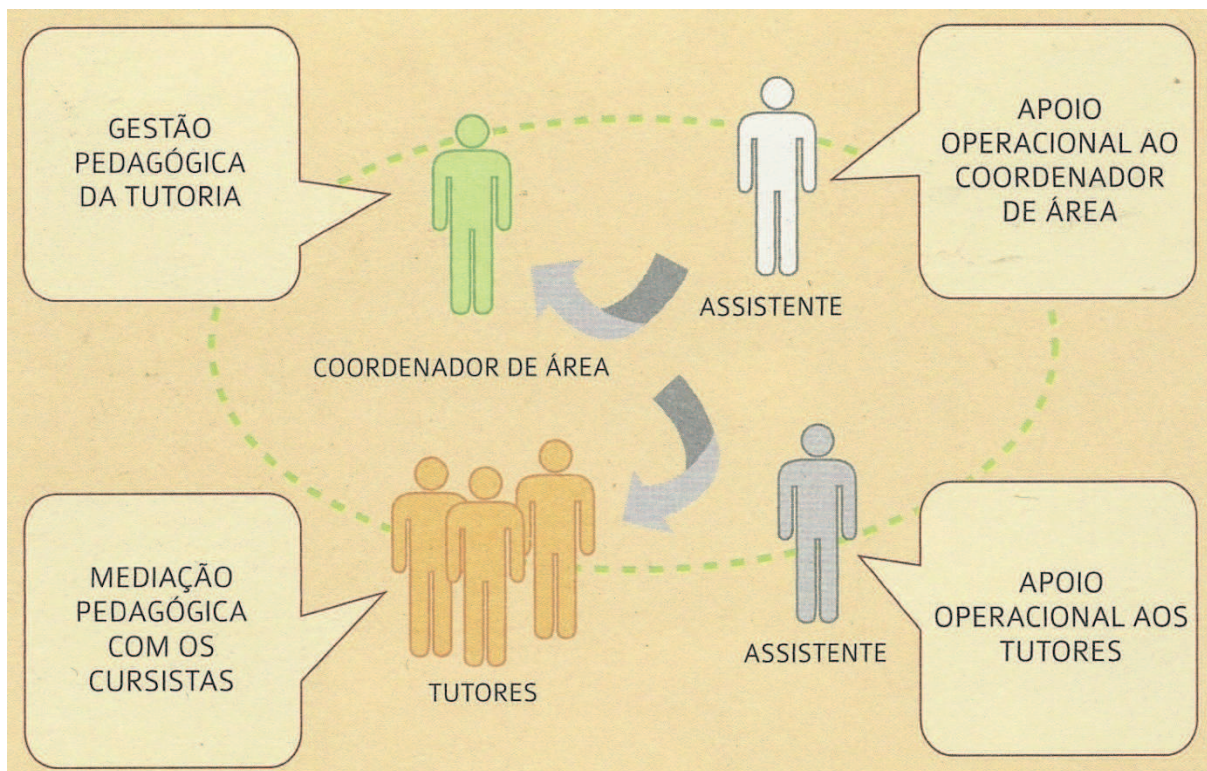 GESTÃO
PEDAGÓGICA
DA TUTORIA
APOIO
OPERACIONAL AO
COORDENADOR
DE ÁREA
ASSISTENTE
COORDENADOR DE ÁREA
MEDIAÇÃO
PEDAGÓGICA
COM OS
CURSISTAS
TUTORES
ASSISTENTE
APOIO
OPERACIONAL AOS
TUTORES